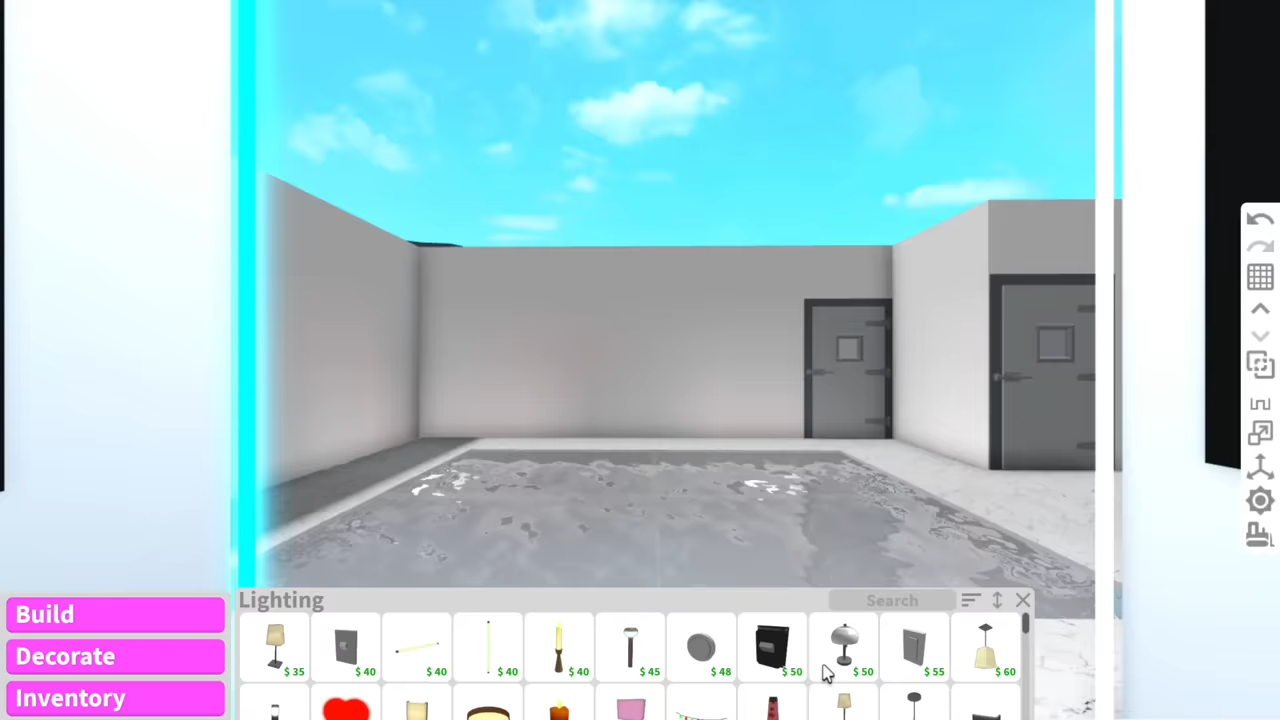 Lighting
Search
Build
Decorate
Inventory
$ 35
$ 40
$ 40
$ 40
$ 40
$ 45
$ 48
$ 50
$ 50
$ 55
$ 60